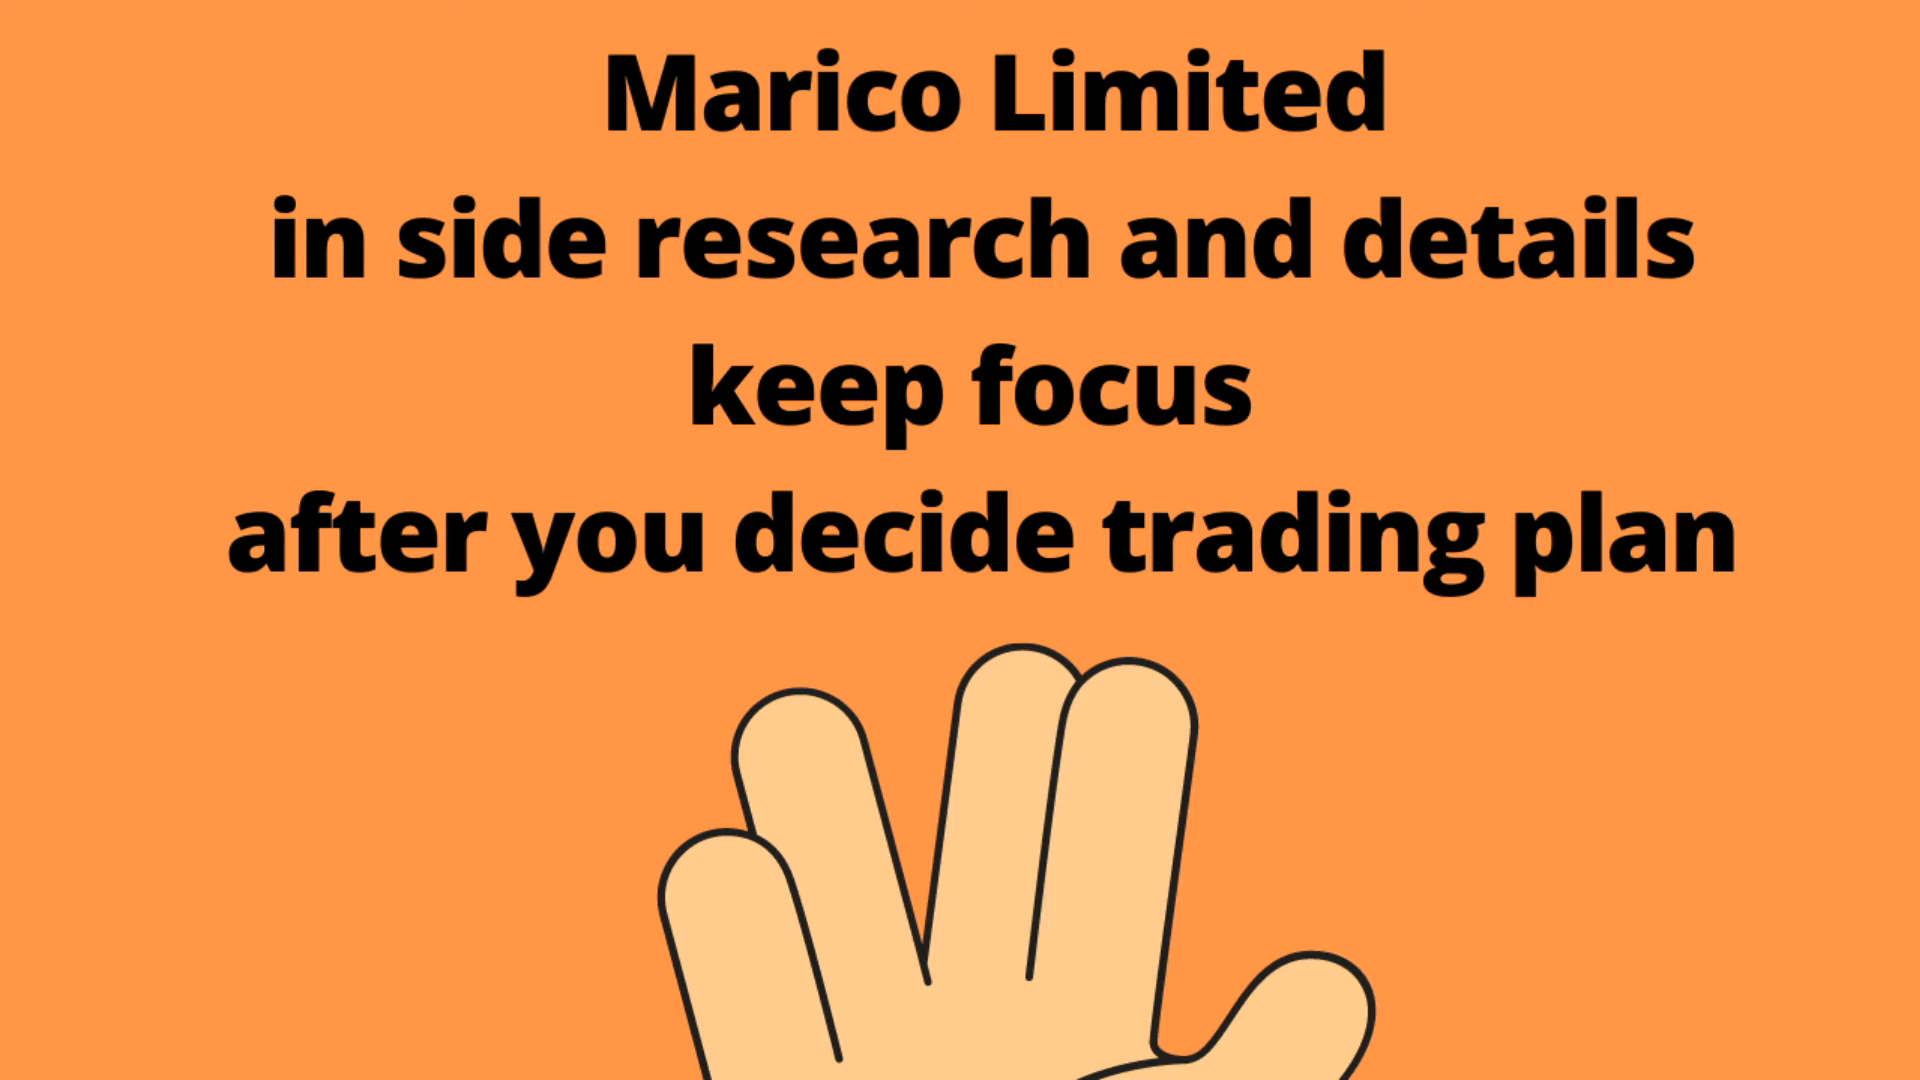 Marico Limited
in side research and details
keep focus
after you decide trading plan